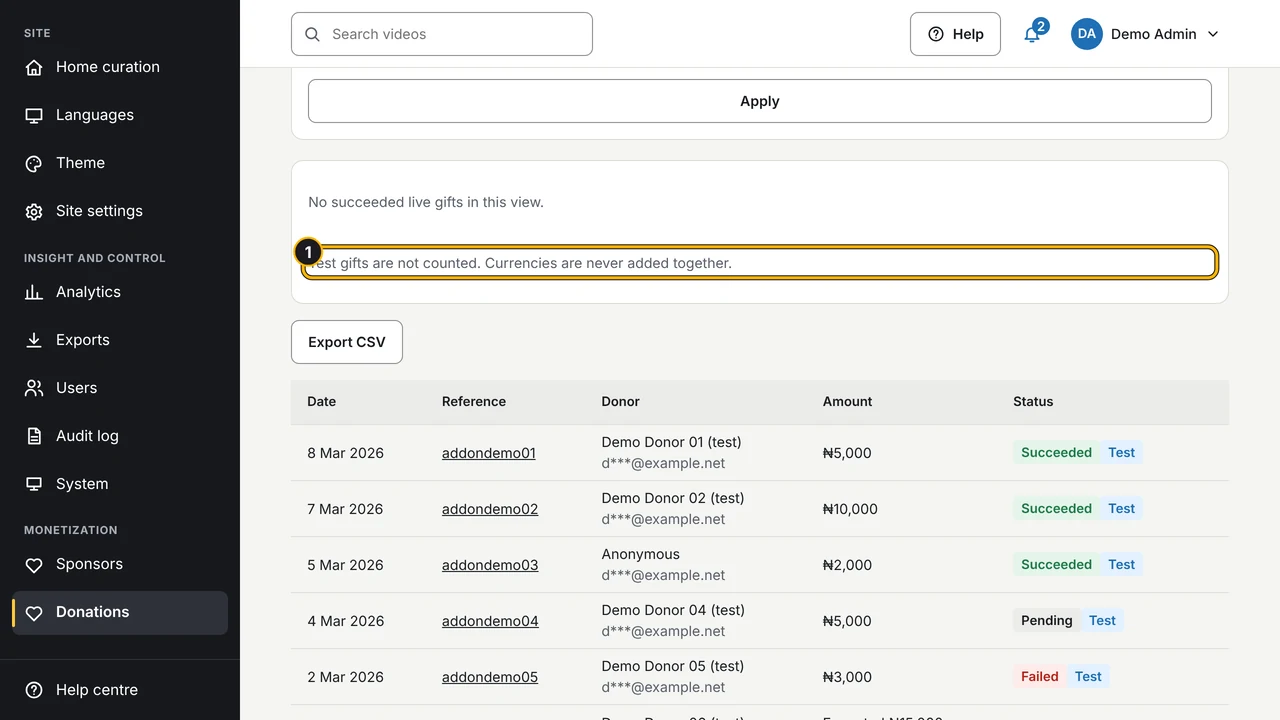 SITE
Home curation
Languages
Theme
Site settings
INSIGHT AND CONTROL
Analytics
Exports
Users
Audit log
System
MONETIZATION
Sponsors
Donations
Help centre
Search videos
Help
2
DA Demo Admin
Apply
No succeeded live gifts in this view.
1
Test gifts are not counted. Currencies are never added together.
Export CSV
Date Reference Donor Amount Status
8 Mar 2026 addondemo01 Demo Donor 01 (test) d***@example.net ₦5,000 Succeeded Test
7 Mar 2026 addondemo02 Demo Donor 02 (test) d***@example.net ₦10,000 Succeeded Test
5 Mar 2026 addondemo03 Anonymous d***@example.net ₦2,000 Succeeded Test
4 Mar 2026 addondemo04 Demo Donor 04 (test) d***@example.net ₦5,000 Pending Test
2 Mar 2026 addondemo05 Demo Donor 05 (test) d***@example.net ₦3,000 Failed Test